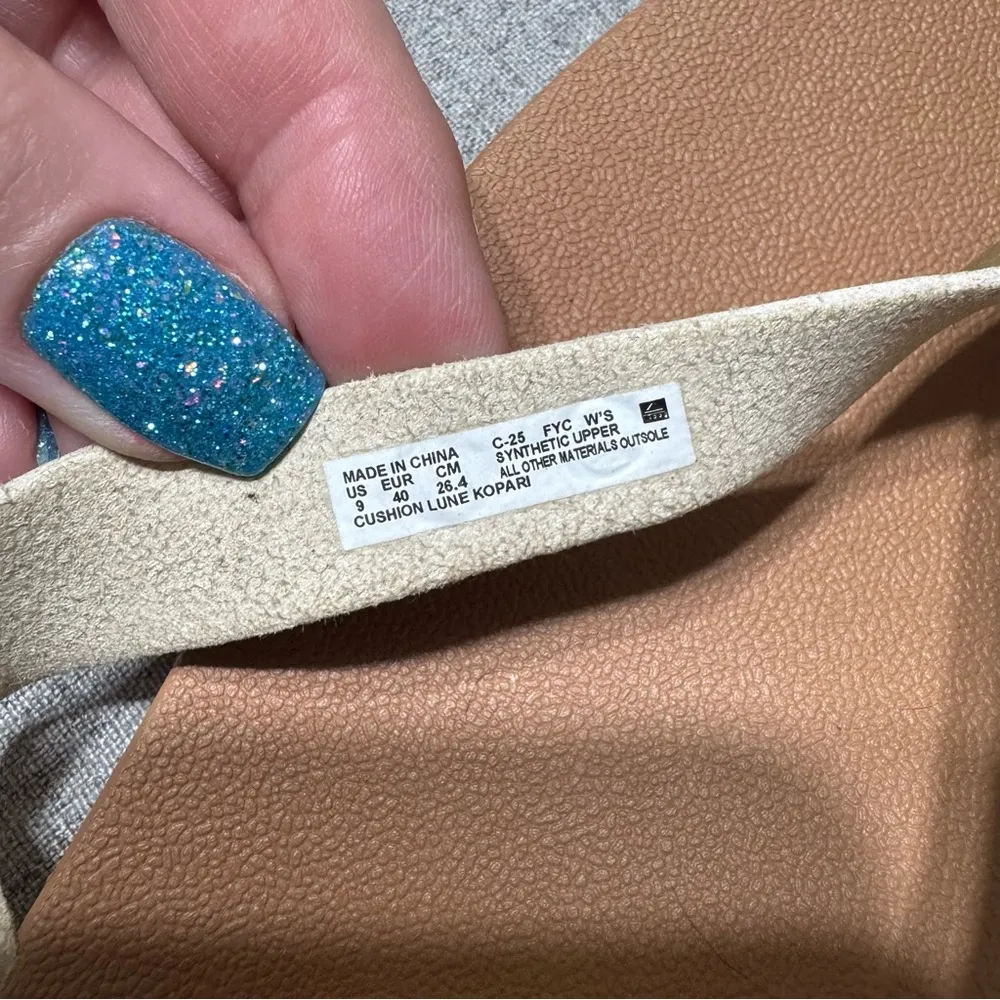 MADE IN CHINA C-25 FYC W'S
US EUR CM SYNTHETIC UPPER
9 40 26.4 ALL OTHER MATERIALS OUTSOLE
CUSHION LUNE KOPARI